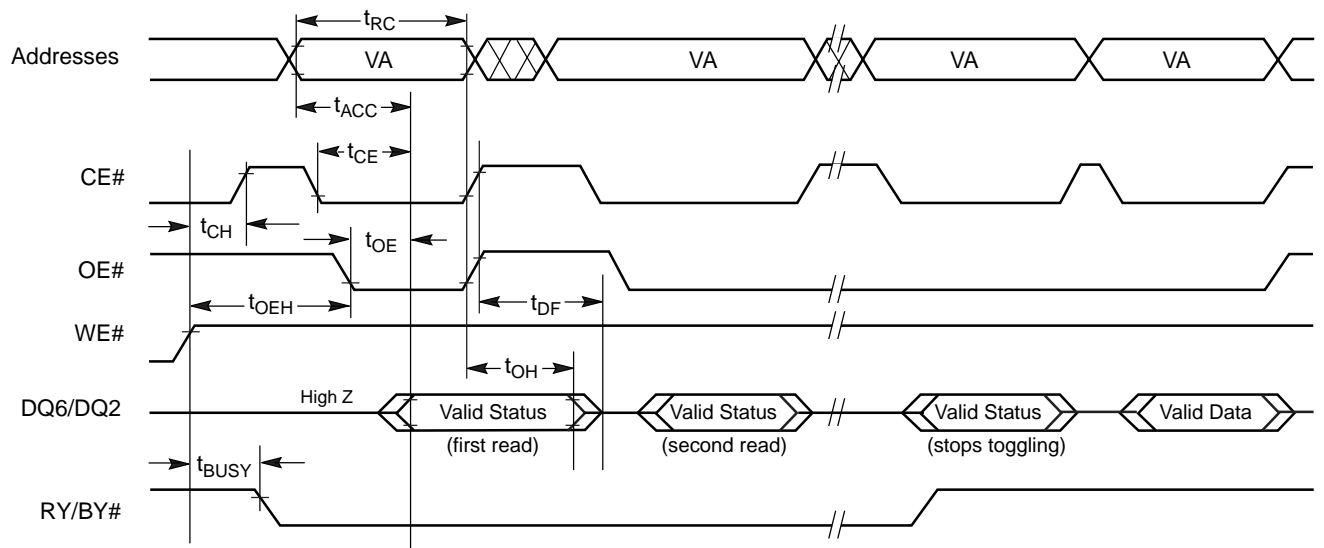 tRC
Addresses VA VA VA VA
tACC
tCE
CE#
tCH
tOE
OE#
tOEH tDF
WE#
tOH
High Z
DQ6/DQ2 Valid Status Valid Status Valid Status Valid Data
(first read) (second read) (stops toggling)
tBUSY
RY/BY#